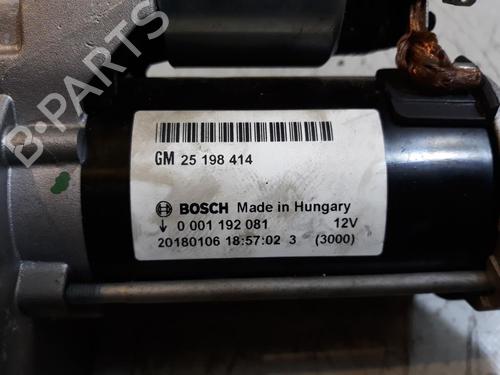 B-PARTS
GM 25 198 414
BOSCH Made in Hungary
↓ 0 001 192 081 12V
20180106 18:57:02 3 (3000)